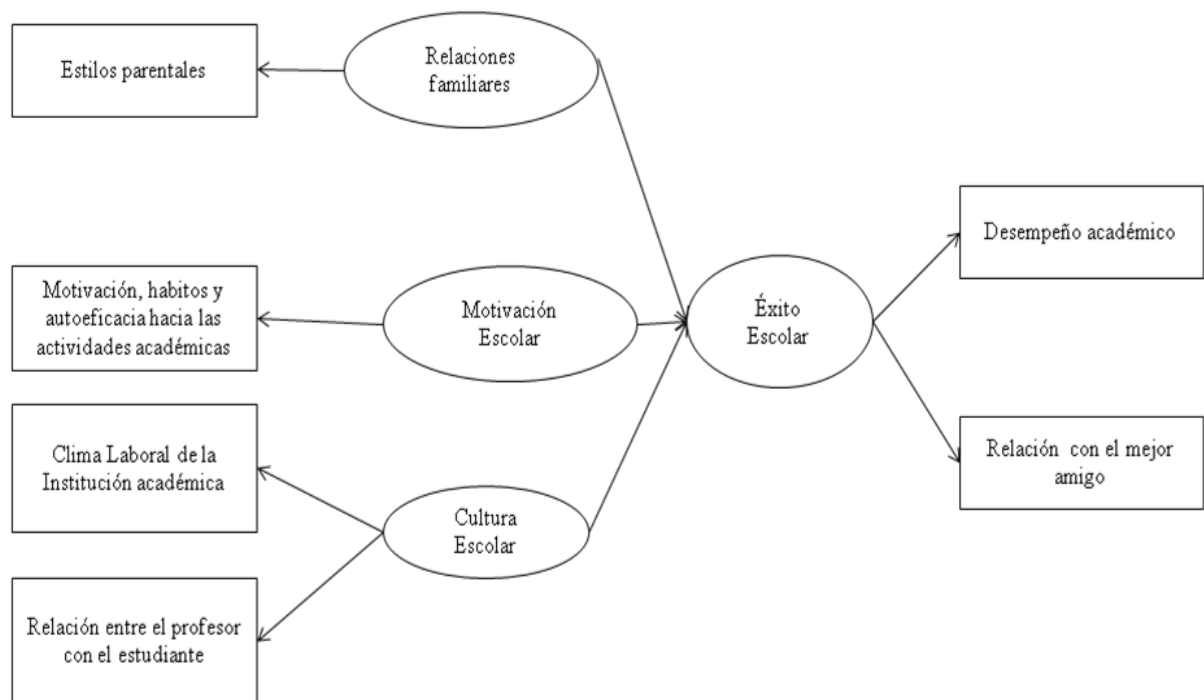 Estilos parentales
Relaciones
familiares
Motivación, habitos y
autoeficacia hacia las
actividades académicas
Motivación
Escolar
Éxito
Escolar
Desempeño académico
Clima Laboral de la
Institución académica
Cultura
Escolar
Relación con el mejor
amigo
Relación entre el profesor
con el estudiante